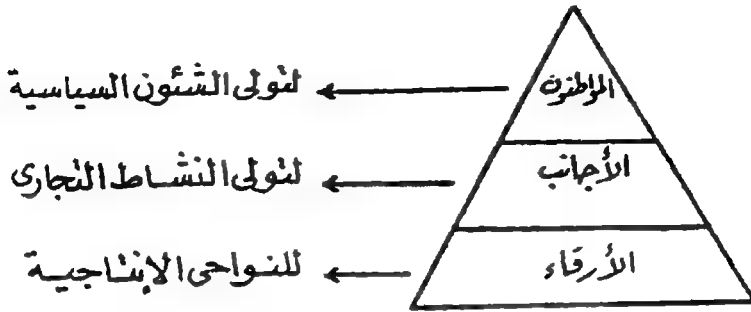 المواطنون
لتولى الشئون السياسية
الأجانب
لتولى النشاط التجارى
الأرقاء
للنواحى الإنتاجية